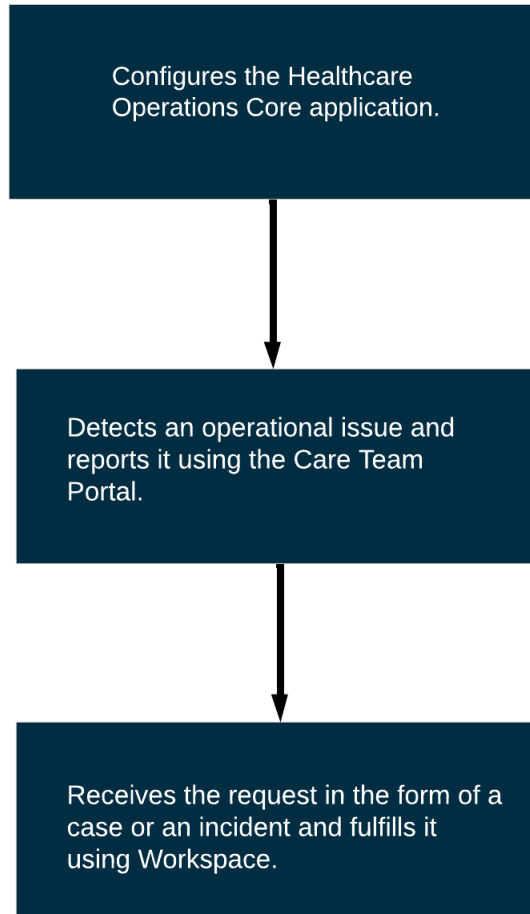 Configures the Healthcare
Operations Core application.
Detects an operational issue and
reports it using the Care Team
Portal.
Receives the request in the form of a
case or an incident and fulfills it
using Workspace.